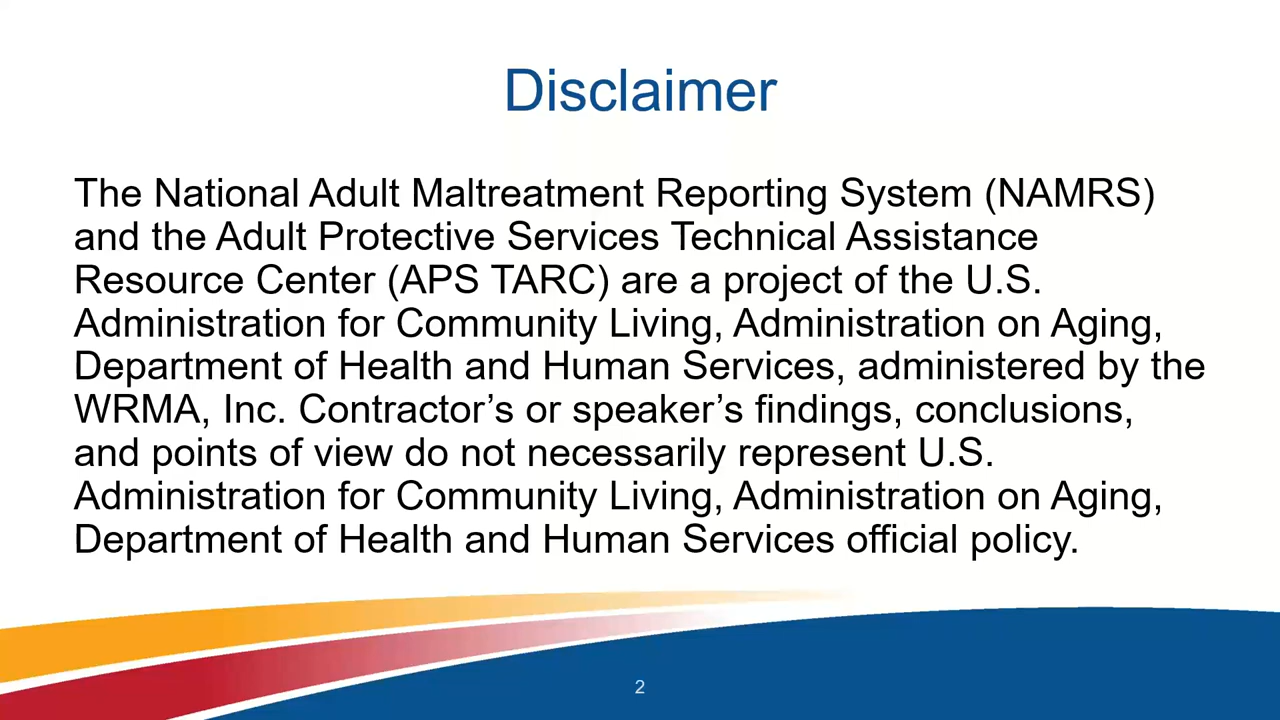 Disclaimer
The National Adult Maltreatment Reporting System (NAMRS)
and the Adult Protective Services Technical Assistance
Resource Center (APS TARC) are a project of the U.S.
Administration for Community Living, Administration on Aging,
Department of Health and Human Services, administered by the
WRMA, Inc. Contractor’s or speaker’s findings, conclusions,
and points of view do not necessarily represent U.S.
Administration for Community Living, Administration on Aging,
Department of Health and Human Services official policy.
2